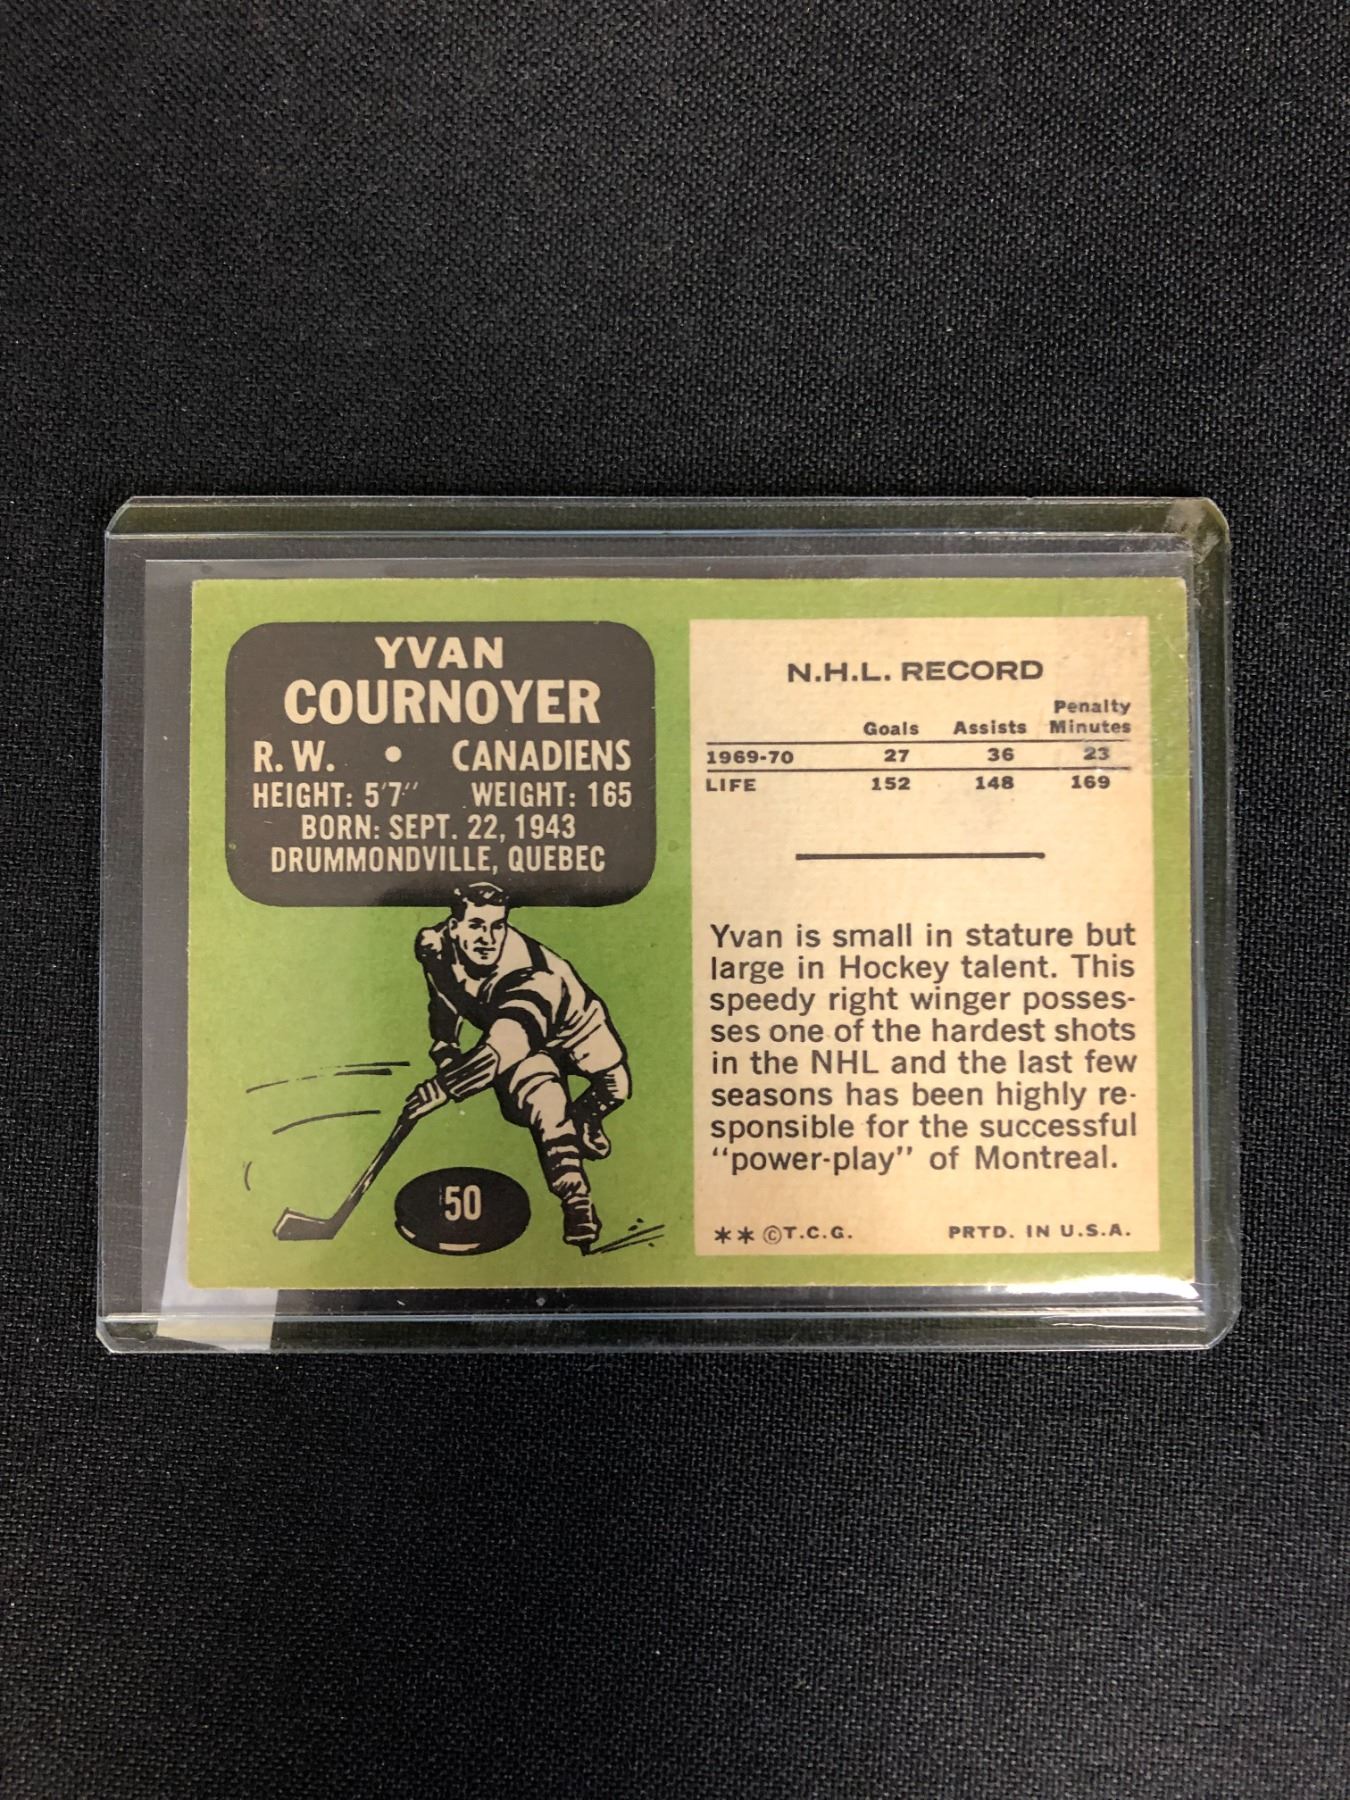 YVAN
COURNOYER
R. W. • CANADIENS
HEIGHT: 5'7" WEIGHT: 165
BORN: SEPT. 22, 1943
DRUMMONDVILLE, QUEBEC
50
N.H.L. RECORD
Goals Assists Penalty Minutes
1969-70 27 36 23
LIFE 152 148 169
Yvan is small in stature but
large in Hockey talent. This
speedy right winger posses-
ses one of the hardest shots
in the NHL and the last few
seasons has been highly re-
sponsible for the successful
"power-play" of Montreal.
** ©T.C.G. PRTD. IN U.S.A.